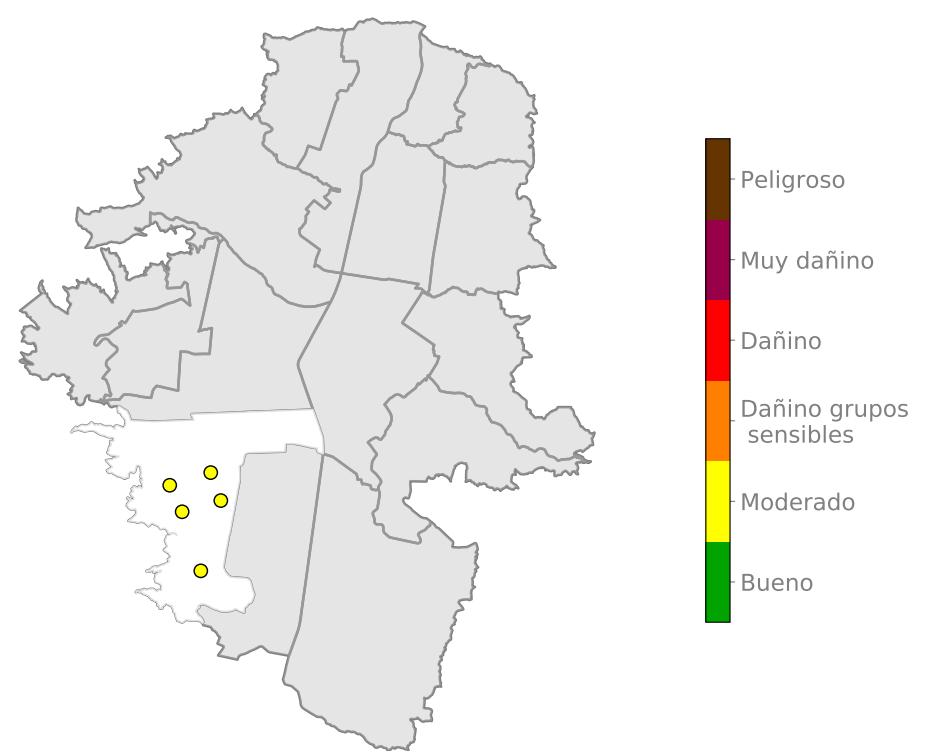 Peligroso
Muy dañino
Dañino
Dañino grupos
sensibles
Moderado
Bueno